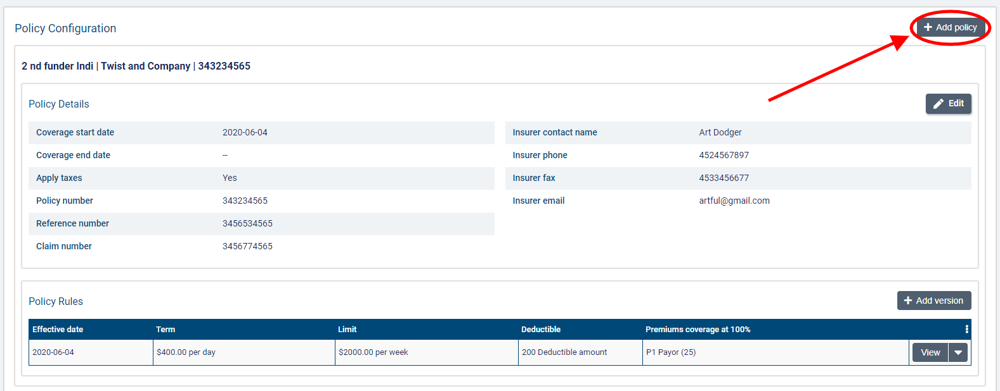 Policy Configuration
+ Add policy
2 nd funder Indi | Twist and Company | 343234565
Policy Details
Edit
Coverage start date 2020-06-04
Coverage end date --
Apply taxes Yes
Policy number 343234565
Reference number 3456534565
Claim number 3456774565
Insurer contact name Art Dodger
Insurer phone 4524567897
Insurer fax 4533456677
Insurer email artful@gmail.com
Policy Rules
+ Add version
Effective date Term Limit Deductible Premiums coverage at 100%
2020-06-04 $400.00 per day $2000.00 per week 200 Deductible amount P1 Payor (25) View